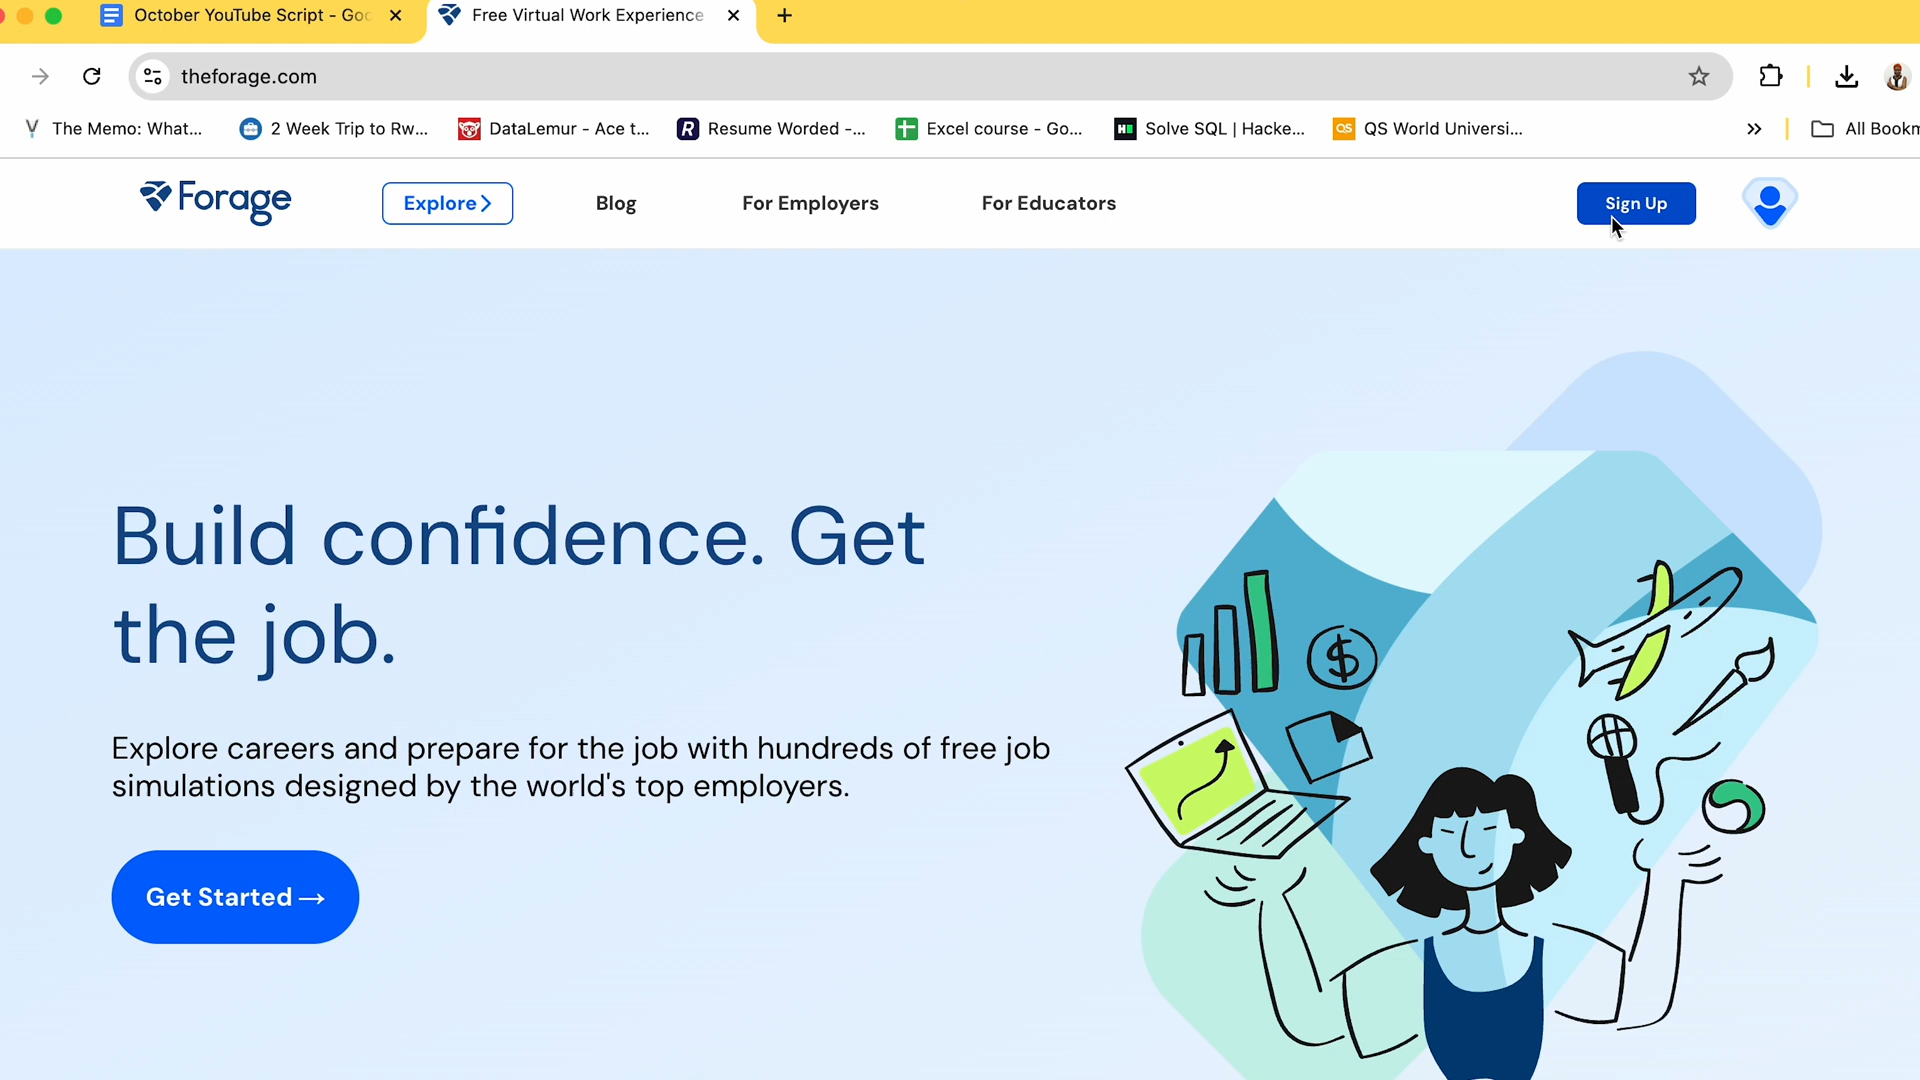 October YouTube Script - Goo
Free Virtual Work Experience
theforage.com
The Memo: What...
2 Week Trip to Rw...
DataLemur - Ace t...
Resume Worded -...
Excel course - Go...
Solve SQL | Hacke...
QS World Universi...
All Bookm
Forage
Explore
Blog
For Employers
For Educators
Sign Up
Build confidence. Get
the job.
Explore careers and prepare for the job with hundreds of free job
simulations designed by the world's top employers.
Get Started →